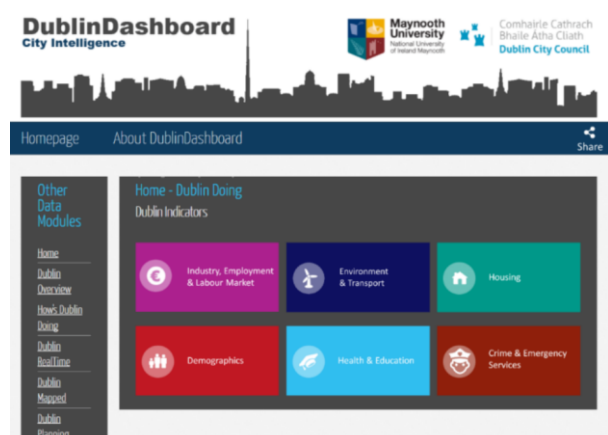 DublinDashboard
City Intelligence
Maynooth
University
National University
of Ireland Maynooth
Comhairle Cathrach
Bhaile Átha Cliath
Dublin City Council
Homepage
About DublinDashboard
Share
Other
Data
Modules
Home
Dublin
Overview
How's Dublin
Doing
Dublin
RealTime
Dublin
Mapped
Dublin
Planning
Home - Dublin Doing
Dublin Indicators
Industry, Employment
& Labour Market
Environment
& Transport
Housing
Demographics
Health & Education
Crime & Emergency
Services